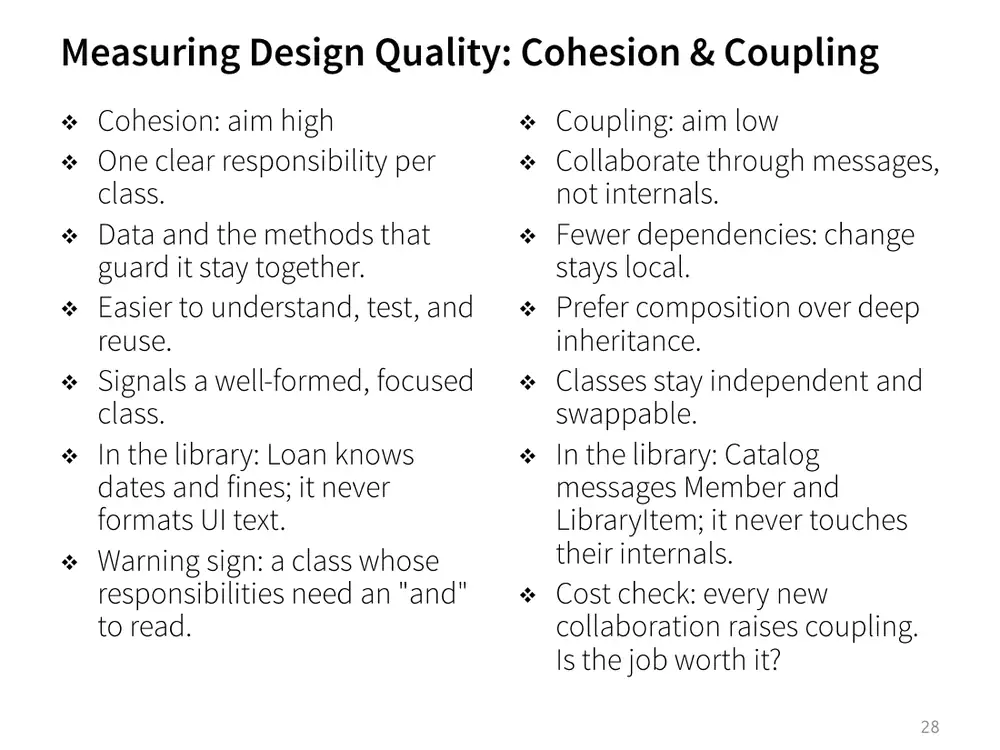 Measuring Design Quality: Cohesion & Coupling
❖ Cohesion: aim high
❖ One clear responsibility per
class.
❖ Data and the methods that
guard it stay together.
❖ Easier to understand, test, and
reuse.
❖ Signals a well-formed, focused
class.
❖ In the library: Loan knows
dates and fines; it never
formats UI text.
❖ Warning sign: a class whose
responsibilities need an "and"
to read.
❖ Coupling: aim low
❖ Collaborate through messages,
not internals.
❖ Fewer dependencies: change
stays local.
❖ Prefer composition over deep
inheritance.
❖ Classes stay independent and
swappable.
❖ In the library: Catalog
messages Member and
LibraryItem; it never touches
their internals.
❖ Cost check: every new
collaboration raises coupling.
Is the job worth it?
28